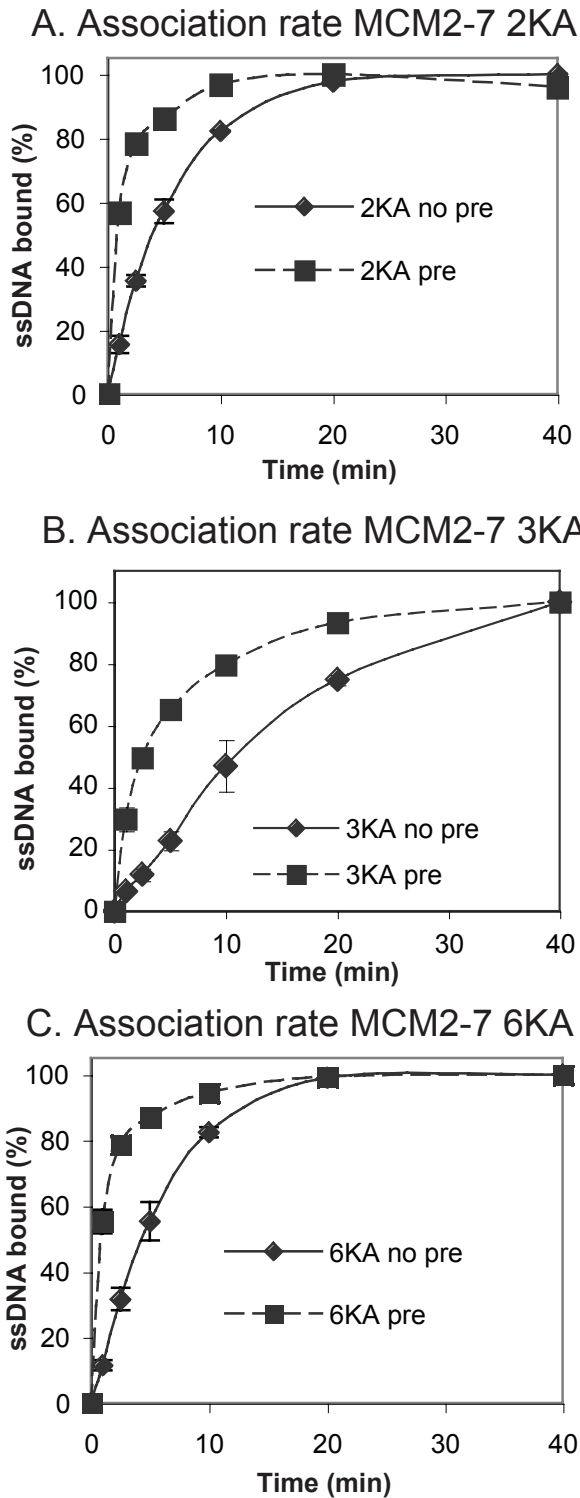 A. Association rate MCM2-7 2KA
100
80
60
40
20
0
ssDNA bound (%)
2KA no pre
2KA pre
0 10 20 30 40
Time (min)
B. Association rate MCM2-7 3KA
100
80
60
40
20
0
ssDNA bound (%)
3KA no pre
3KA pre
0 10 20 30 40
Time (min)
C. Association rate MCM2-7 6KA
100
80
60
40
20
0
ssDNA bound (%)
6KA no pre
6KA pre
0 10 20 30 40
Time (min)